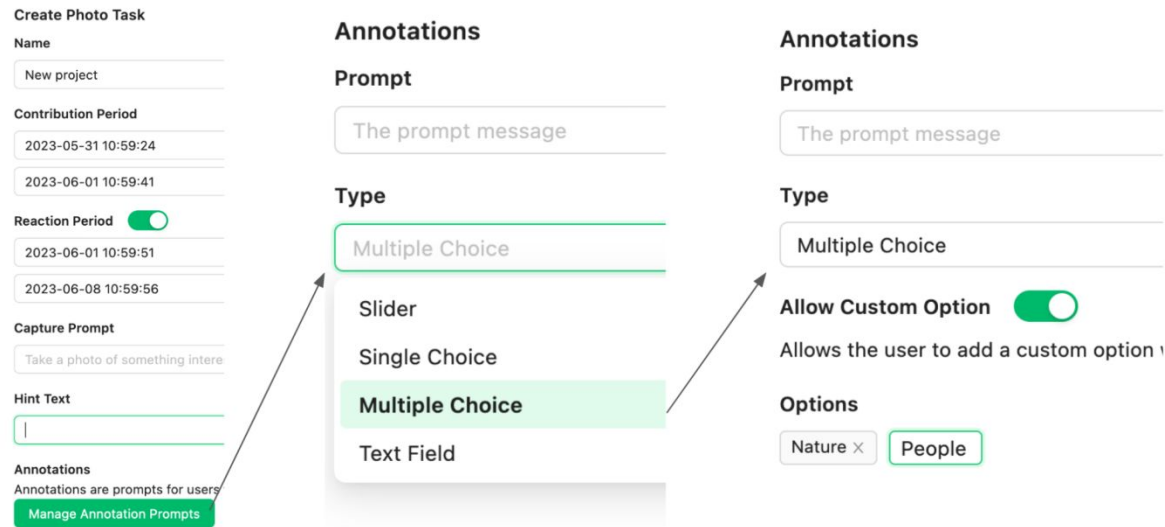 Create Photo Task
Name
New project
Contribution Period
2023-05-31 10:59:24
2023-06-01 10:59:41
Reaction Period
2023-06-01 10:59:51
2023-06-08 10:59:56
Capture Prompt
Take a photo of something intere
Hint Text
Annotations
Annotations are prompts for users
Manage Annotation Prompts
Annotations
Prompt
The prompt message
Type
Multiple Choice
Slider
Single Choice
Multiple Choice
Text Field
Annotations
Prompt
The prompt message
Type
Multiple Choice
Allow Custom Option
Allows the user to add a custom option
Options
Nature ×
People